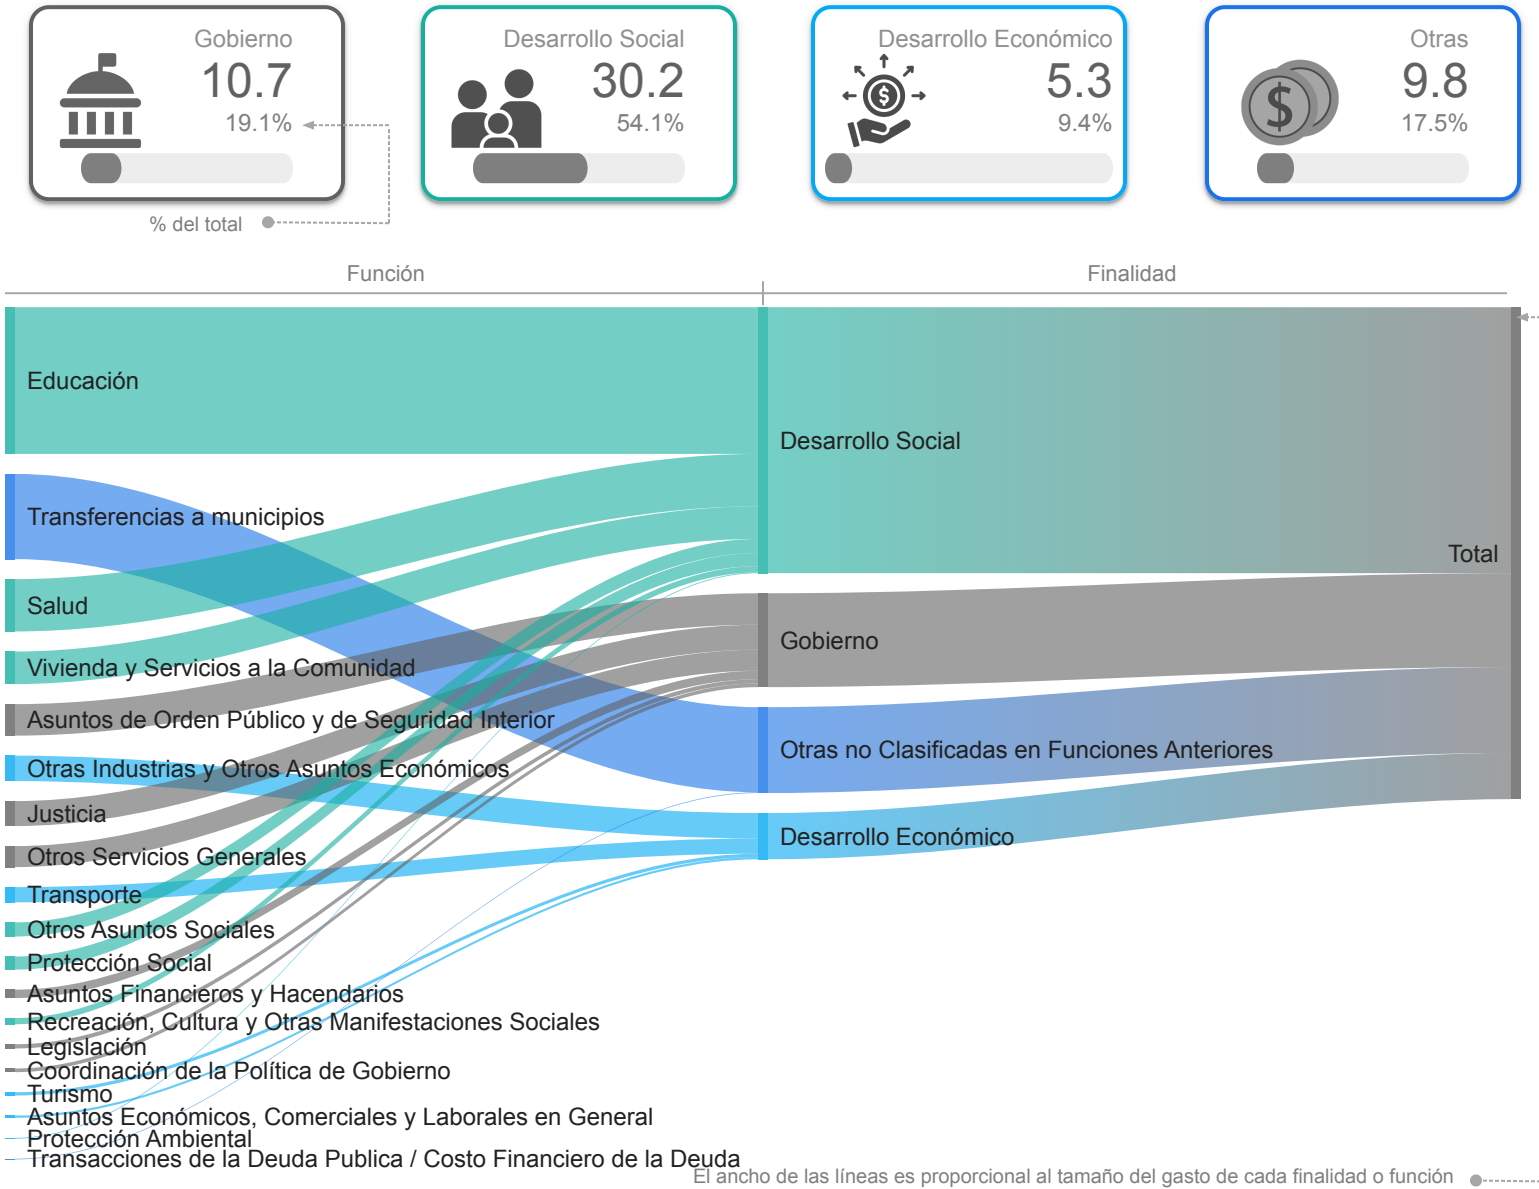 Gobierno
10.7
19.1%
Desarrollo Social
30.2
54.1%
Desarrollo Económico
5.3
9.4%
Otras
9.8
17.5%
% del total
Función
Finalidad
Educación
Transferencias a municipios
Salud
Vivienda y Servicios a la Comunidad
Asuntos de Orden Público y de Seguridad Interior
Otras Industrias y Otros Asuntos Económicos
Justicia
Otros Servicios Generales
Transporte
Otros Asuntos Sociales
Protección Social
Asuntos Financieros y Hacendarios
Recreación, Cultura y Otras Manifestaciones Sociales
Legislación
Coordinación de la Política de Gobierno
Turismo
Asuntos Económicos, Comerciales y Laborales en General
Protección Ambiental
Transacciones de la Deuda Publica / Costo Financiero de la Deuda
Desarrollo Social
Gobierno
Otras no Clasificadas en Funciones Anteriores
Desarrollo Económico
Total
El ancho de las líneas es proporcional al tamaño del gasto de cada finalidad o función